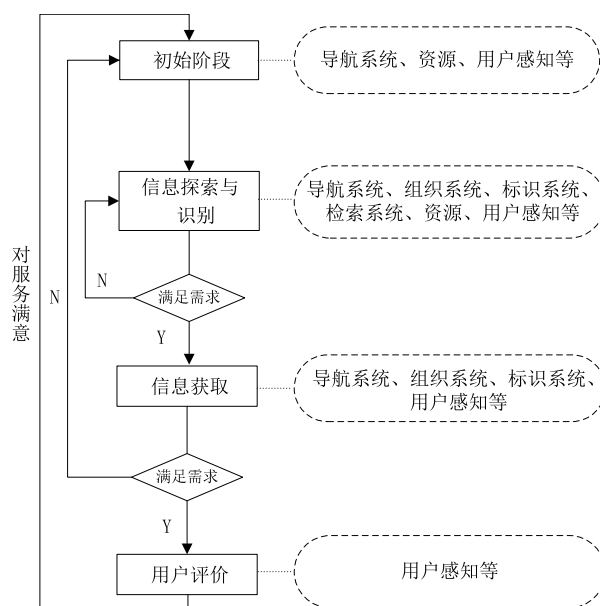 初始阶段
导航系统、资源、用户感知等
信息探索与
识别
导航系统、组织系统、标识系统、
检索系统、资源、用户感知等
对服务满意
N
N
满足需求
Y
信息获取
导航系统、组织系统、标识系统、
用户感知等
满足需求
Y
用户评价
用户感知等